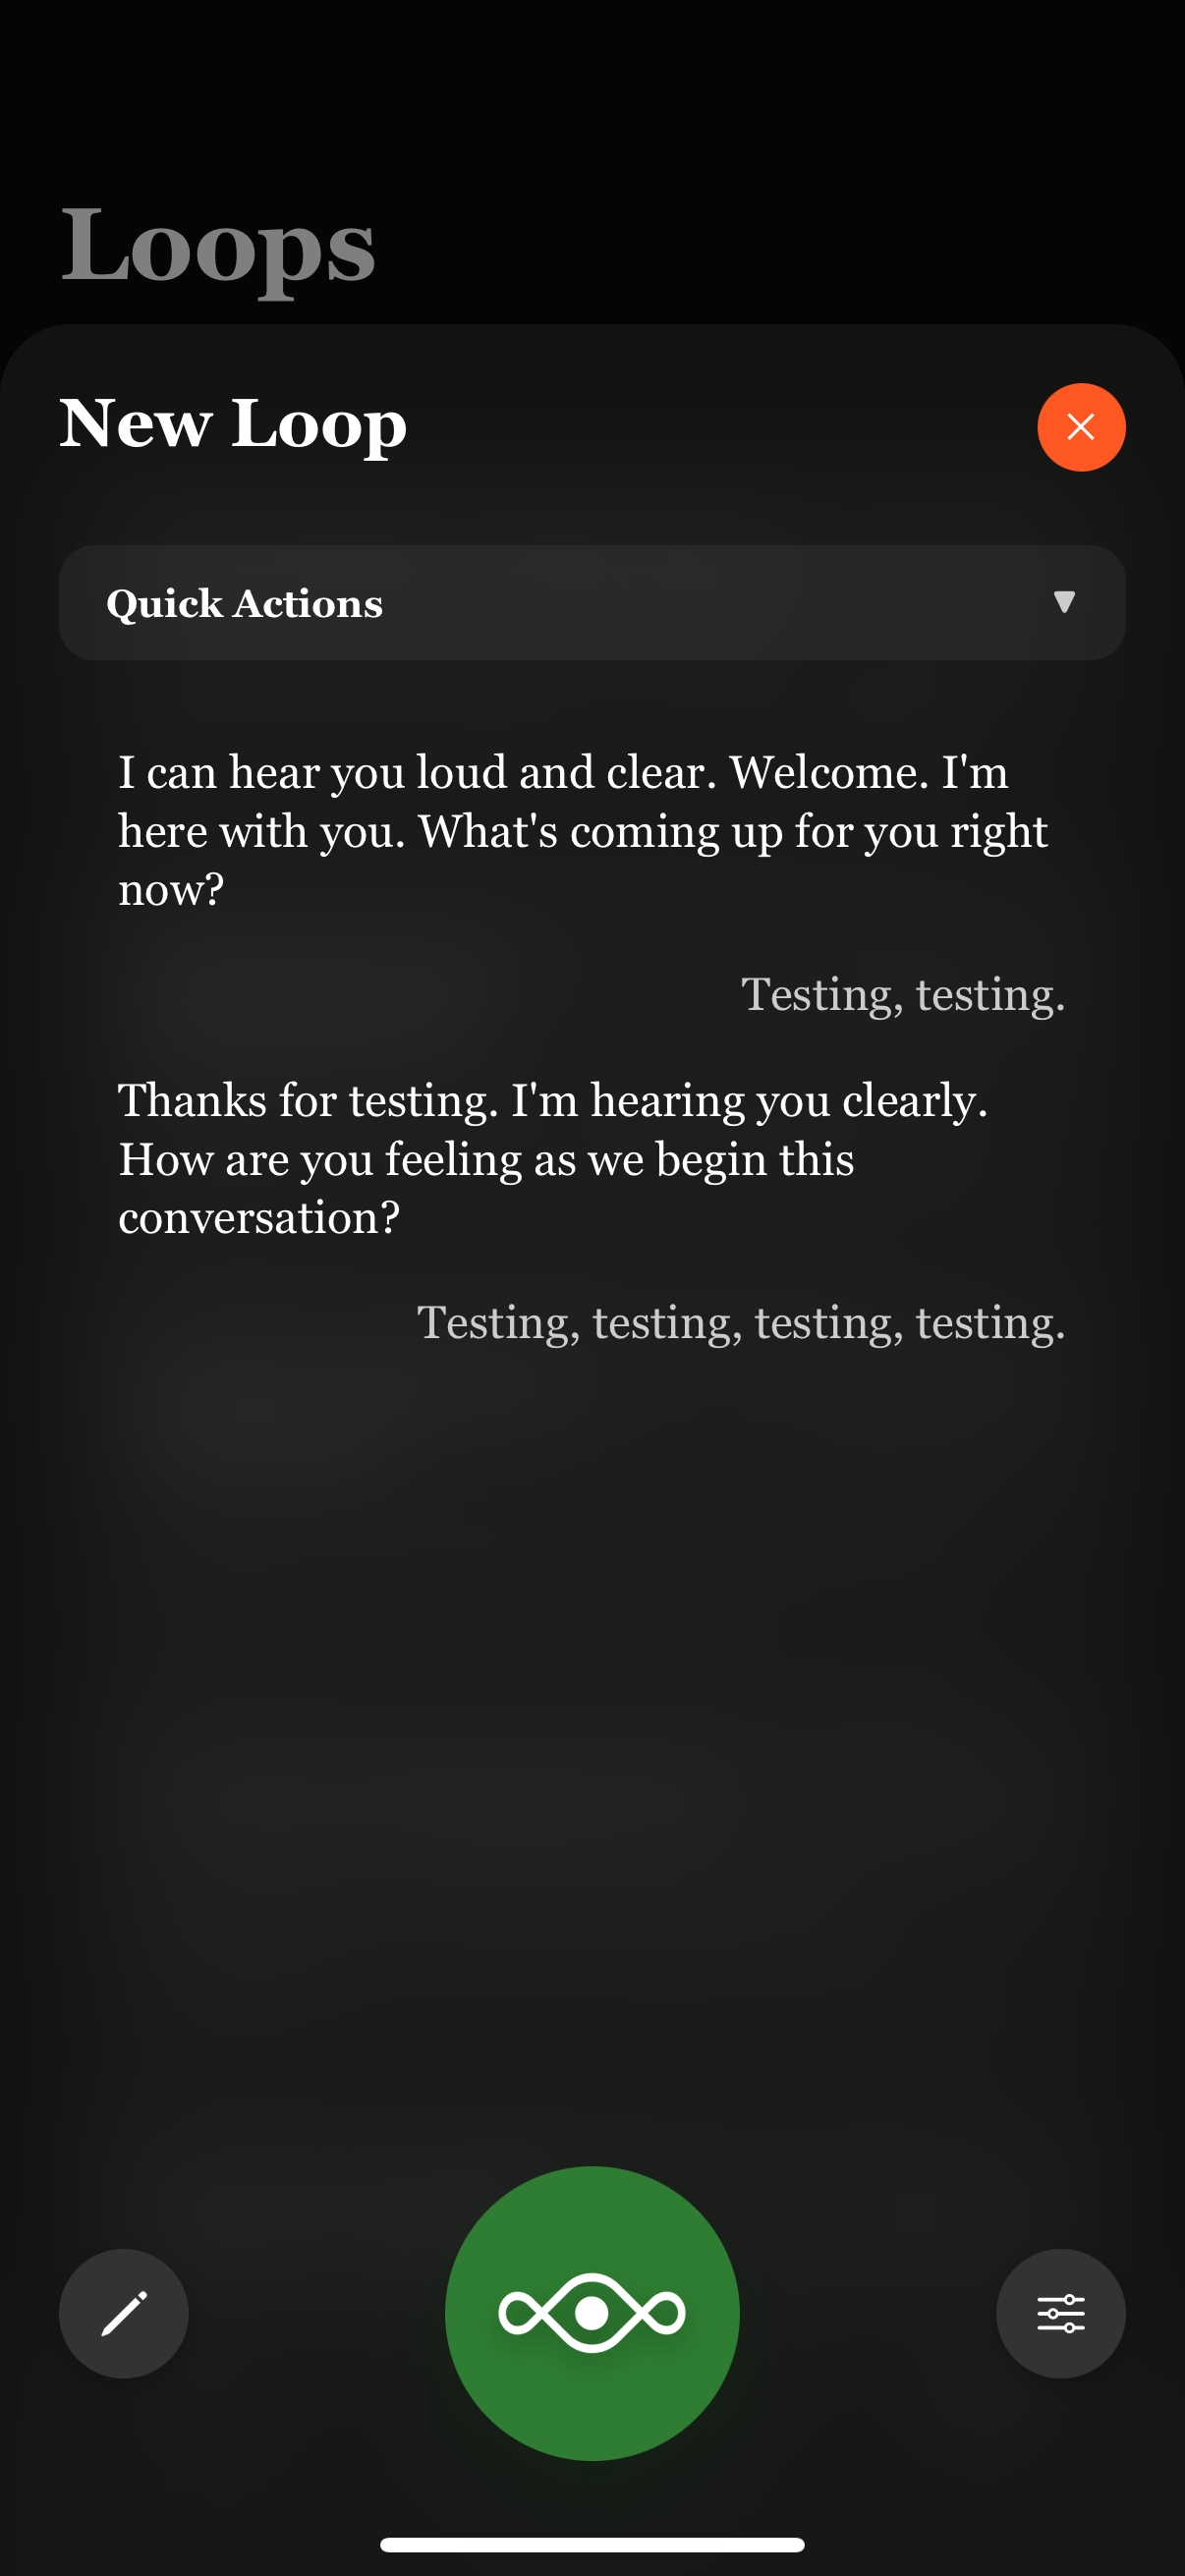 Loops
New Loop
Quick Actions
I can hear you loud and clear. Welcome. I'm
here with you. What's coming up for you right
now?
Testing, testing.
Thanks for testing. I'm hearing you clearly.
How are you feeling as we begin this
conversation?
Testing, testing, testing, testing.